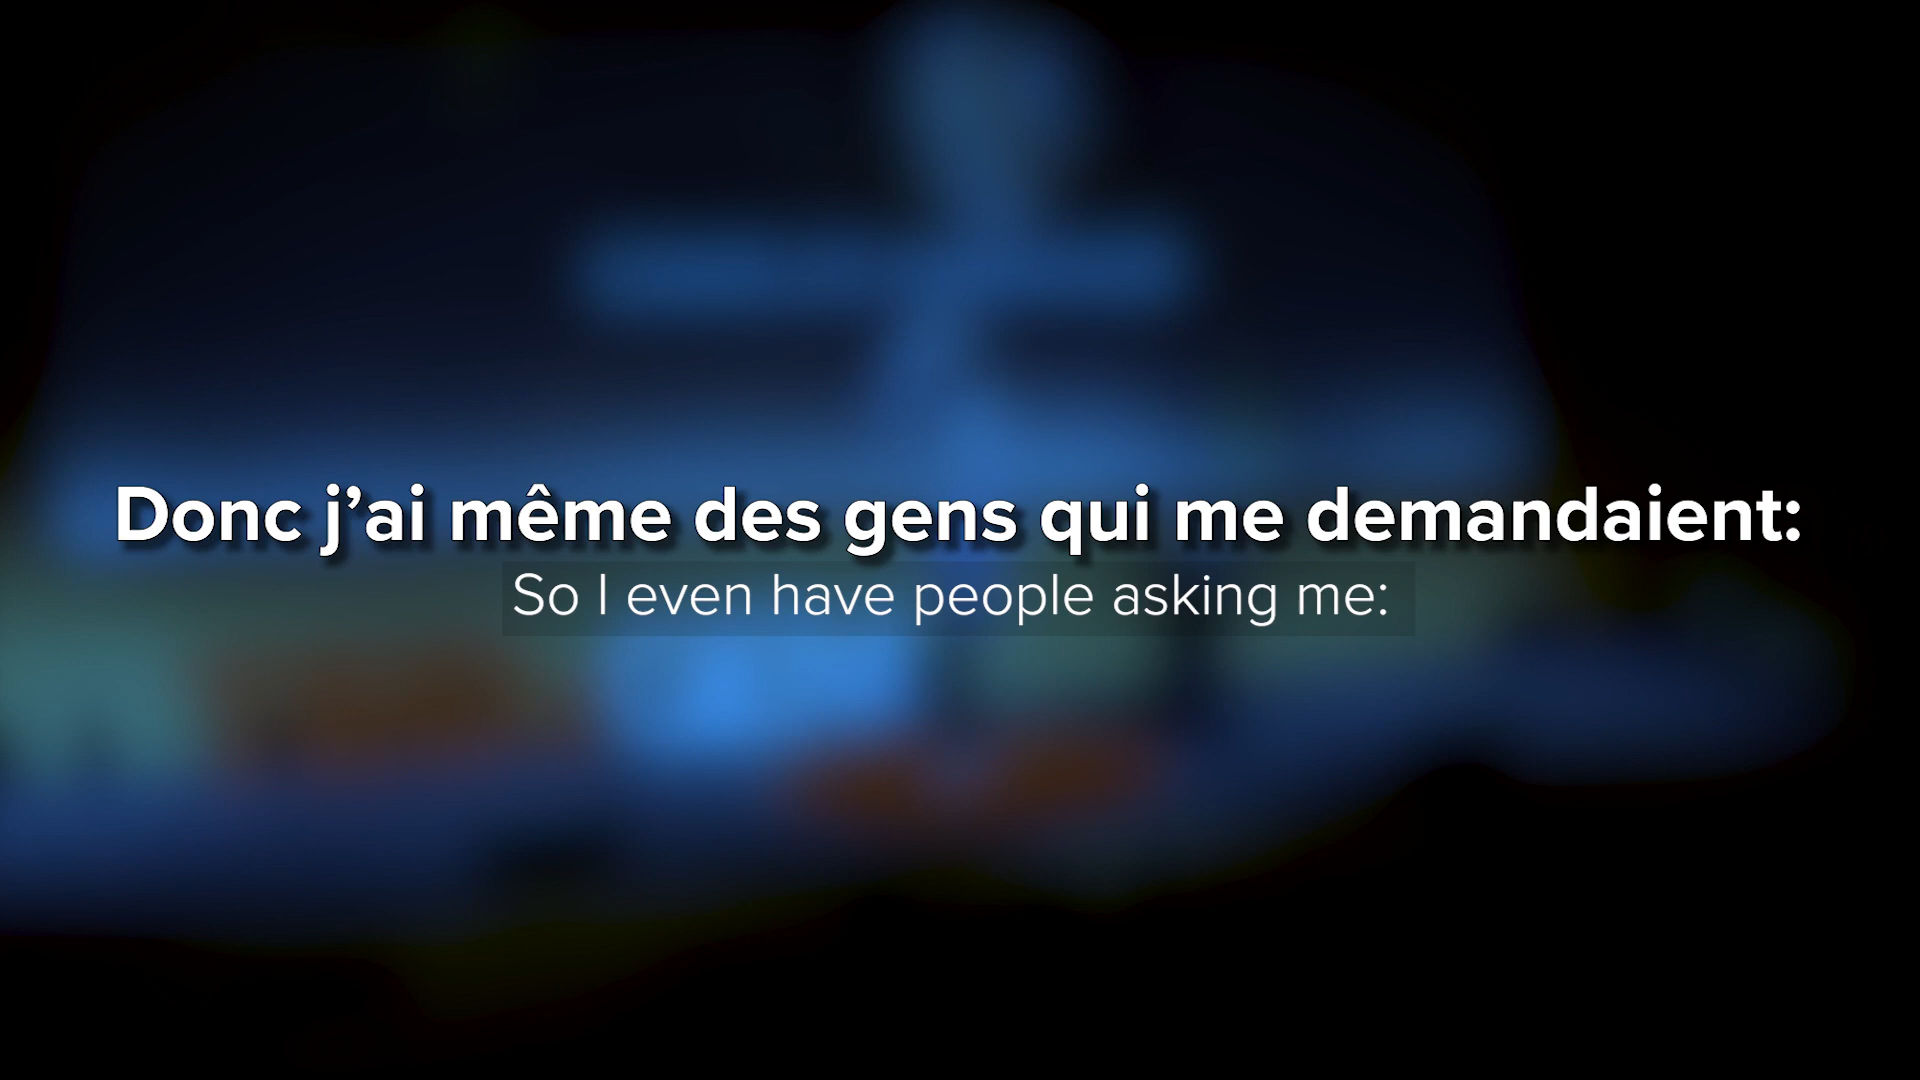 Donc j’ai même des gens qui me demandaient:
So I even have people asking me: